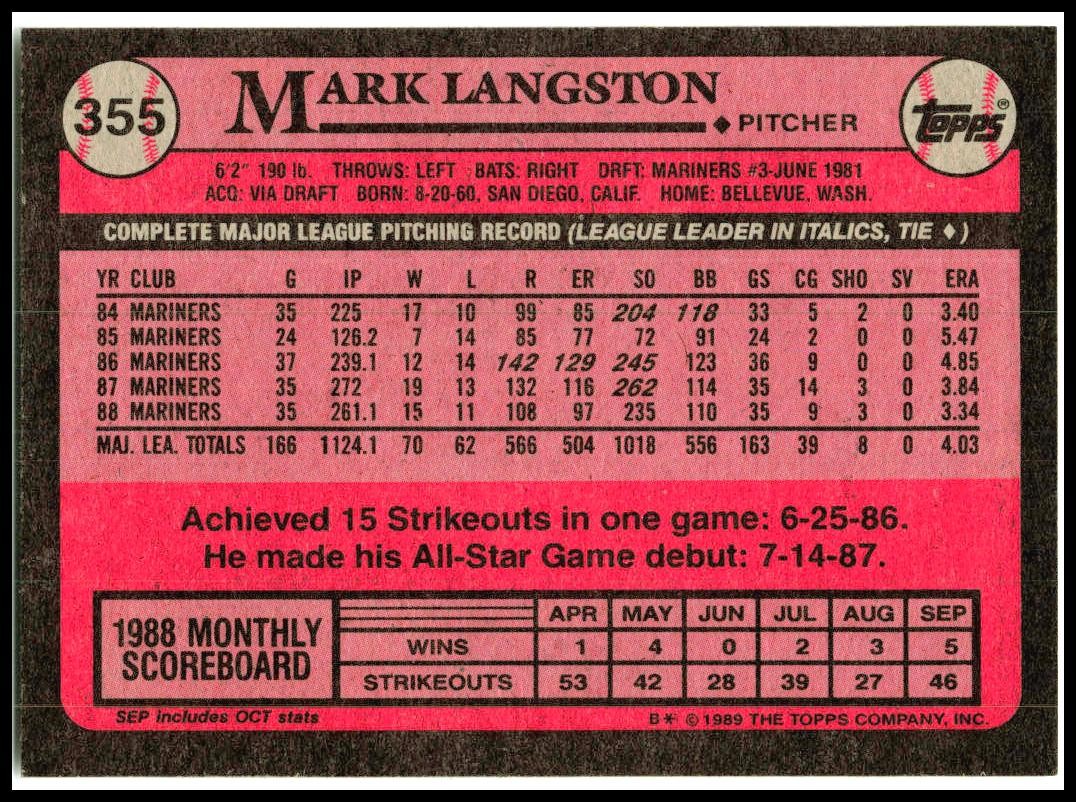 355 MARK LANGSTON ◆ PITCHER TOPPS®
6'2" 190 lb. THROWS: LEFT BATS: RIGHT DRFT: MARINERS #3-JUNE 1981
ACQ: VIA DRAFT BORN: 8-20-60, SAN DIEGO, CALIF. HOME: BELLEVUE, WASH.
COMPLETE MAJOR LEAGUE PITCHING RECORD (LEAGUE LEADER IN ITALICS, TIE ♦)
YR CLUB G IP W L R ER SO BB GS CG SHO SV ERA
84 MARINERS 35 225 17 10 99 85 204 118 33 5 2 0 3.40
85 MARINERS 24 126.2 7 14 85 77 72 91 24 2 0 0 5.47
86 MARINERS 37 239.1 12 14 142 129 245 123 36 9 0 0 4.85
87 MARINERS 35 272 19 13 132 116 262 114 35 14 3 0 3.84
88 MARINERS 35 261.1 15 11 108 97 235 110 35 9 3 0 3.34
MAJ. LEA. TOTALS 166 1124.1 70 62 566 504 1018 556 163 39 8 0 4.03
Achieved 15 Strikeouts in one game: 6-25-86.
He made his All-Star Game debut: 7-14-87.
1988 MONTHLY
SCOREBOARD
APR MAY JUN JUL AUG SEP
WINS 1 4 0 2 3 5
STRIKEOUTS 53 42 28 39 27 46
SEP includes OCT stats
B* © 1989 THE TOPPS COMPANY, INC.